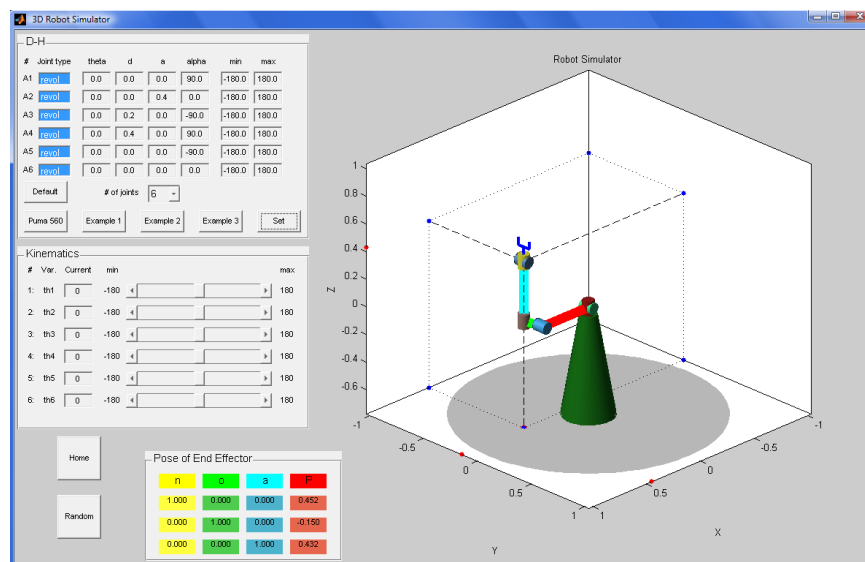 3D Robot Simulator
D-H
# Joint type theta d a alpha min max
A1 revol 0.0 0.0 0.0 90.0 -180.0 180.0
A2 revol 0.0 0.0 0.4 0.0 -180.0 180.0
A3 revol 0.0 0.2 0.0 -90.0 -180.0 180.0
A4 revol 0.0 0.4 0.0 90.0 -180.0 180.0
A5 revol 0.0 0.0 0.0 -90.0 -180.0 180.0
A6 revol 0.0 0.0 0.0 0.0 -180.0 180.0
Default # of joints 6
Puma 560 Example 1 Example 2 Example 3 Set
Kinematics
# Var. Current min max
1: th1 0 -180 180
2: th2 0 -180 180
3: th3 0 -180 180
4: th4 0 -180 180
5: th5 0 -180 180
6: th6 0 -180 180
Home
Random
Pose of End Effector
n o a P
1.000 0.000 0.000 0.452
0.000 1.000 0.000 -0.150
0.000 0.000 1.000 0.432
Robot Simulator
1
0.8
0.6
0.4
0.2
0
-0.2
-0.4
-0.6
Z
-1
-0.5
0
0.5
1
Y
-1
-0.5
0
0.5
1
X